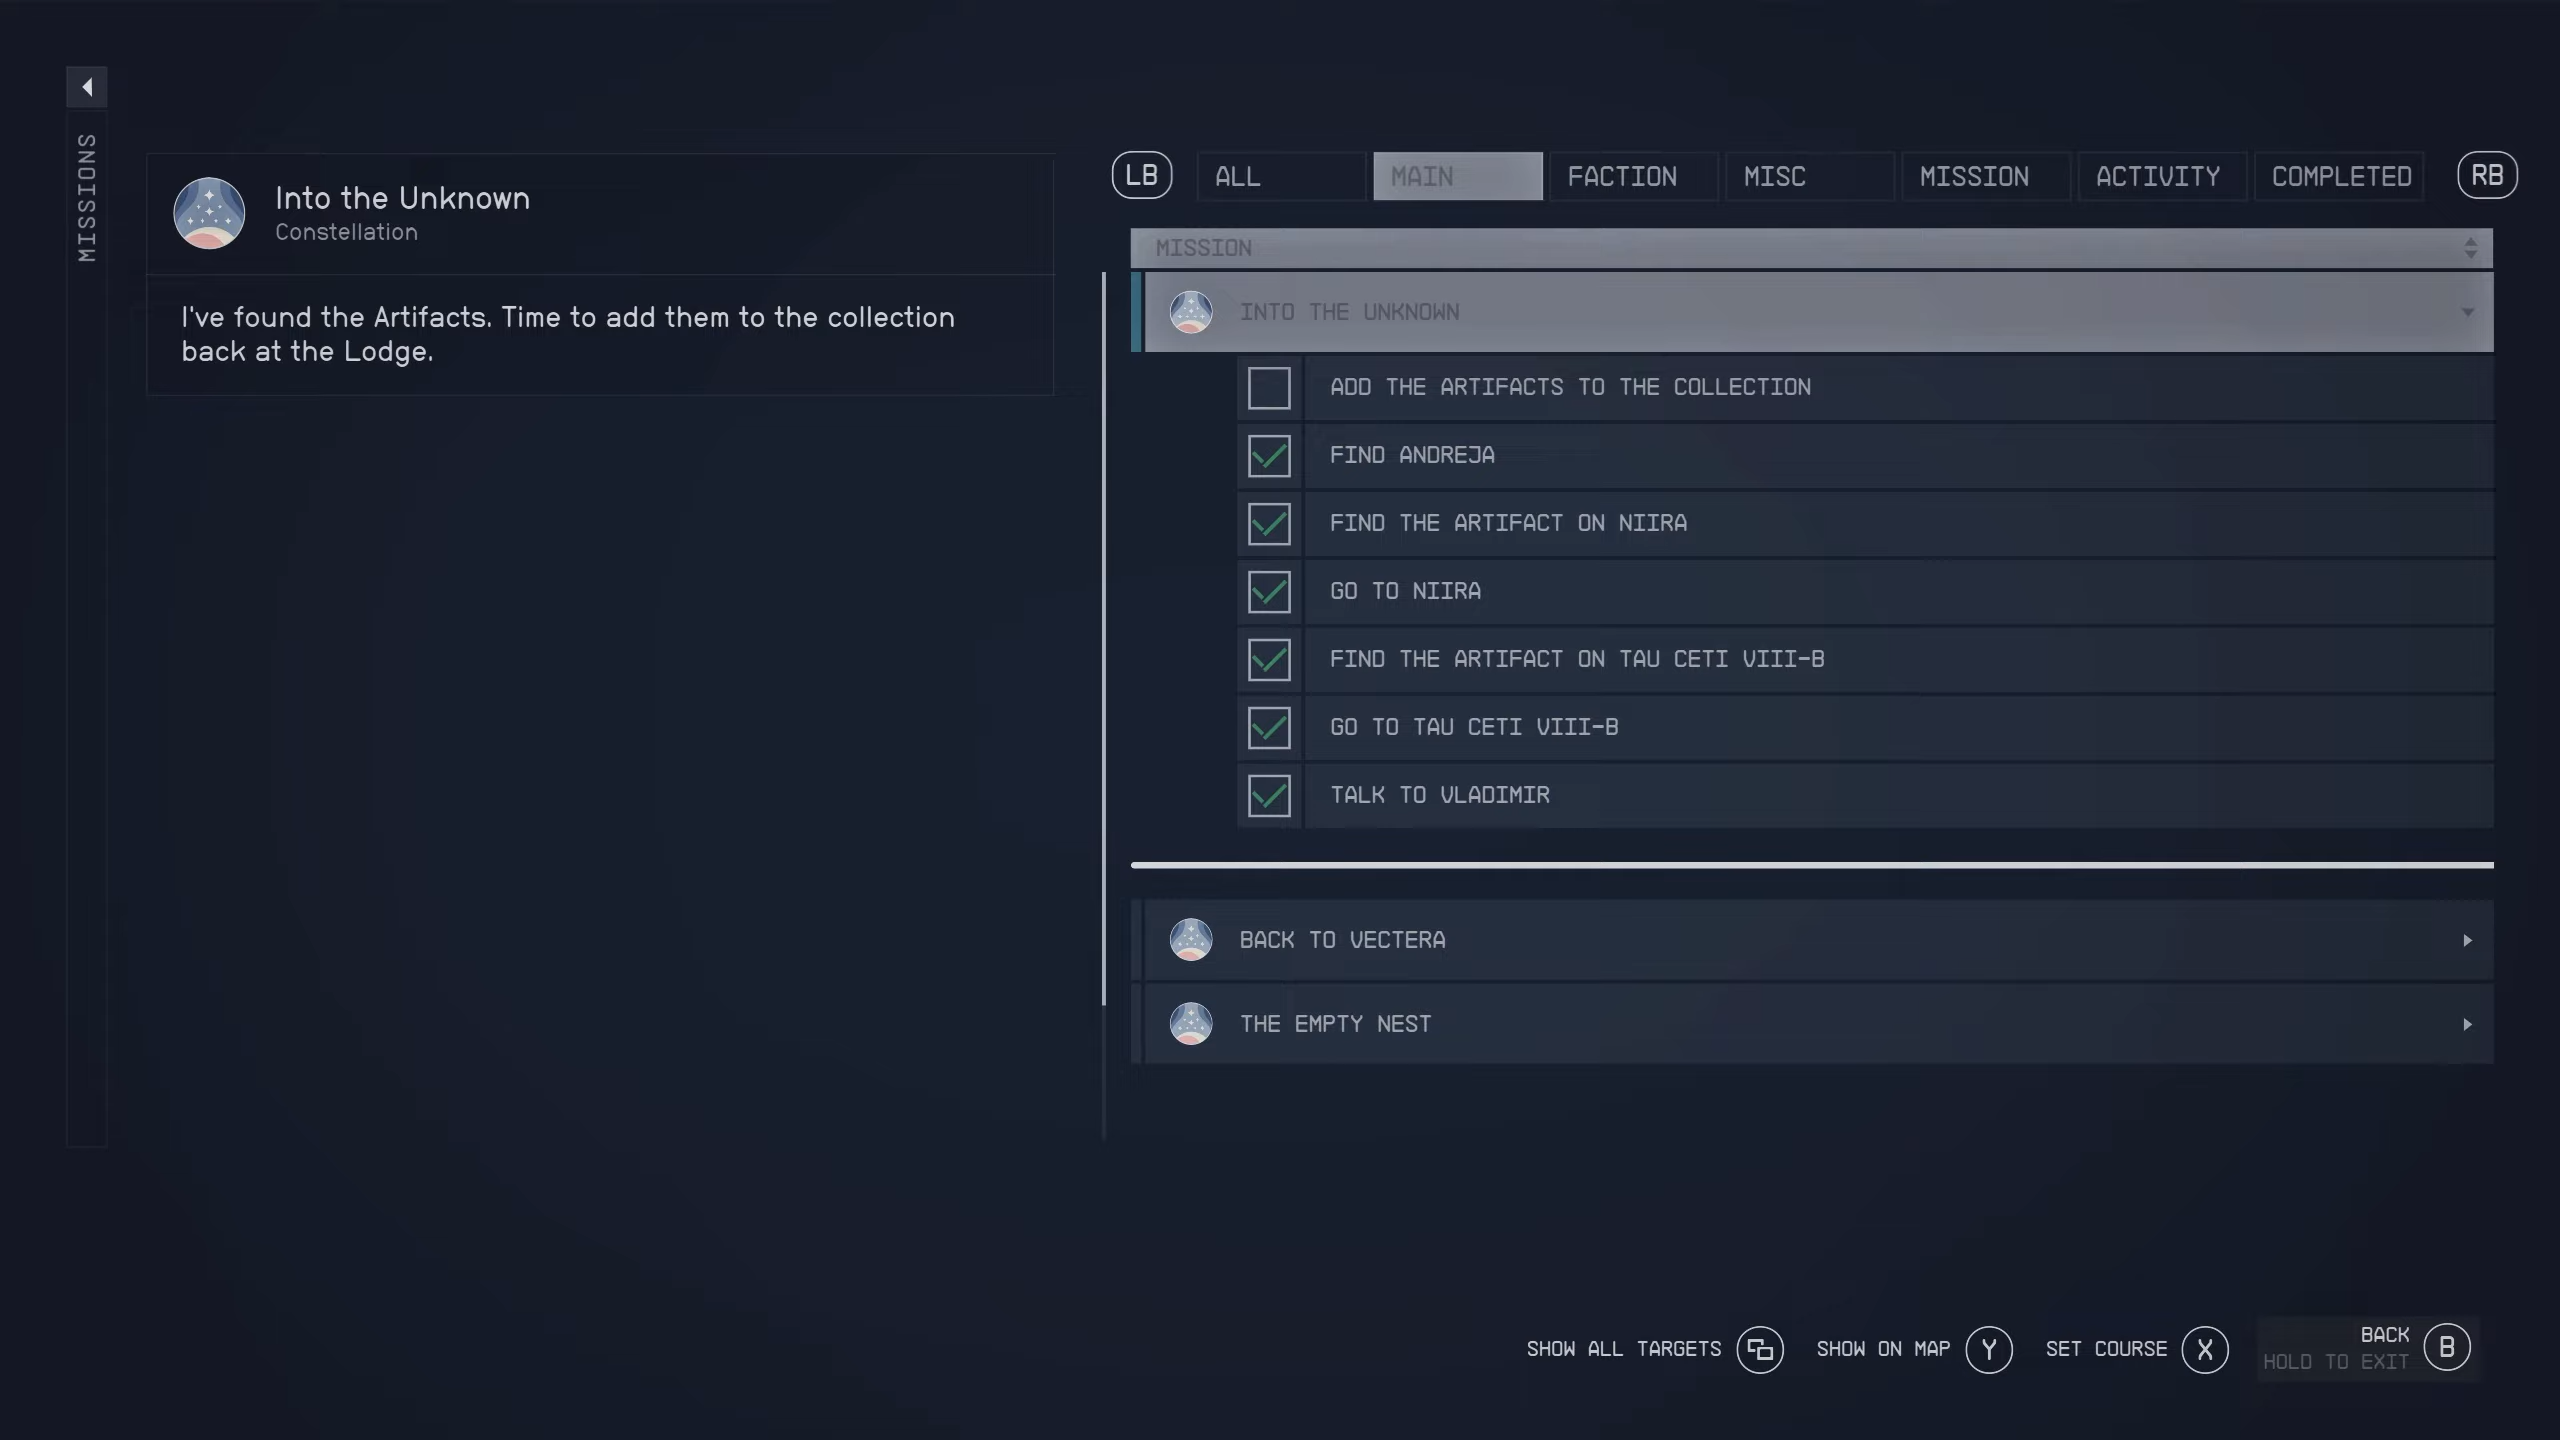 MISSIONS
Into the Unknown
Constellation
I've found the Artifacts. Time to add them to the collection
back at the Lodge.
LB ALL MAIN FACTION MISC MISSION ACTIVITY COMPLETED RB
MISSION
INTO THE UNKNOWN
ADD THE ARTIFACTS TO THE COLLECTION
FIND ANDREJA
FIND THE ARTIFACT ON NIIRA
GO TO NIIRA
FIND THE ARTIFACT ON TAU CETI VIII-B
GO TO TAU CETI VIII-B
TALK TO VLADIMIR
BACK TO VECTERA
THE EMPTY NEST
SHOW ALL TARGETS SHOW ON MAP Y SET COURSE X BACK B
HOLD TO EXIT